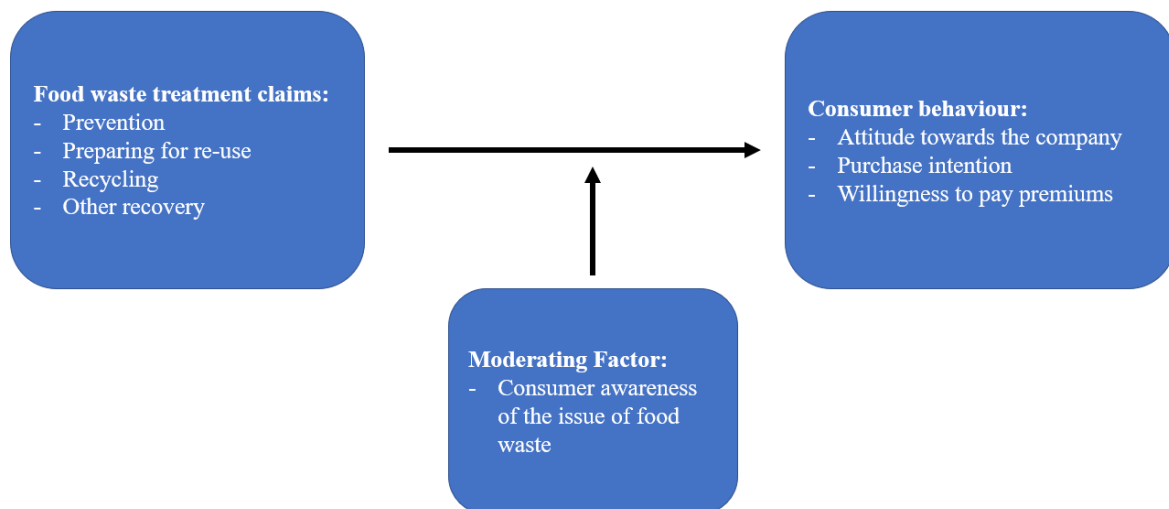 Food waste treatment claims:
- Prevention
- Preparing for re-use
- Recycling
- Other recovery
Consumer behaviour:
- Attitude towards the company
- Purchase intention
- Willingness to pay premiums
Moderating Factor:
- Consumer awareness
of the issue of food
waste